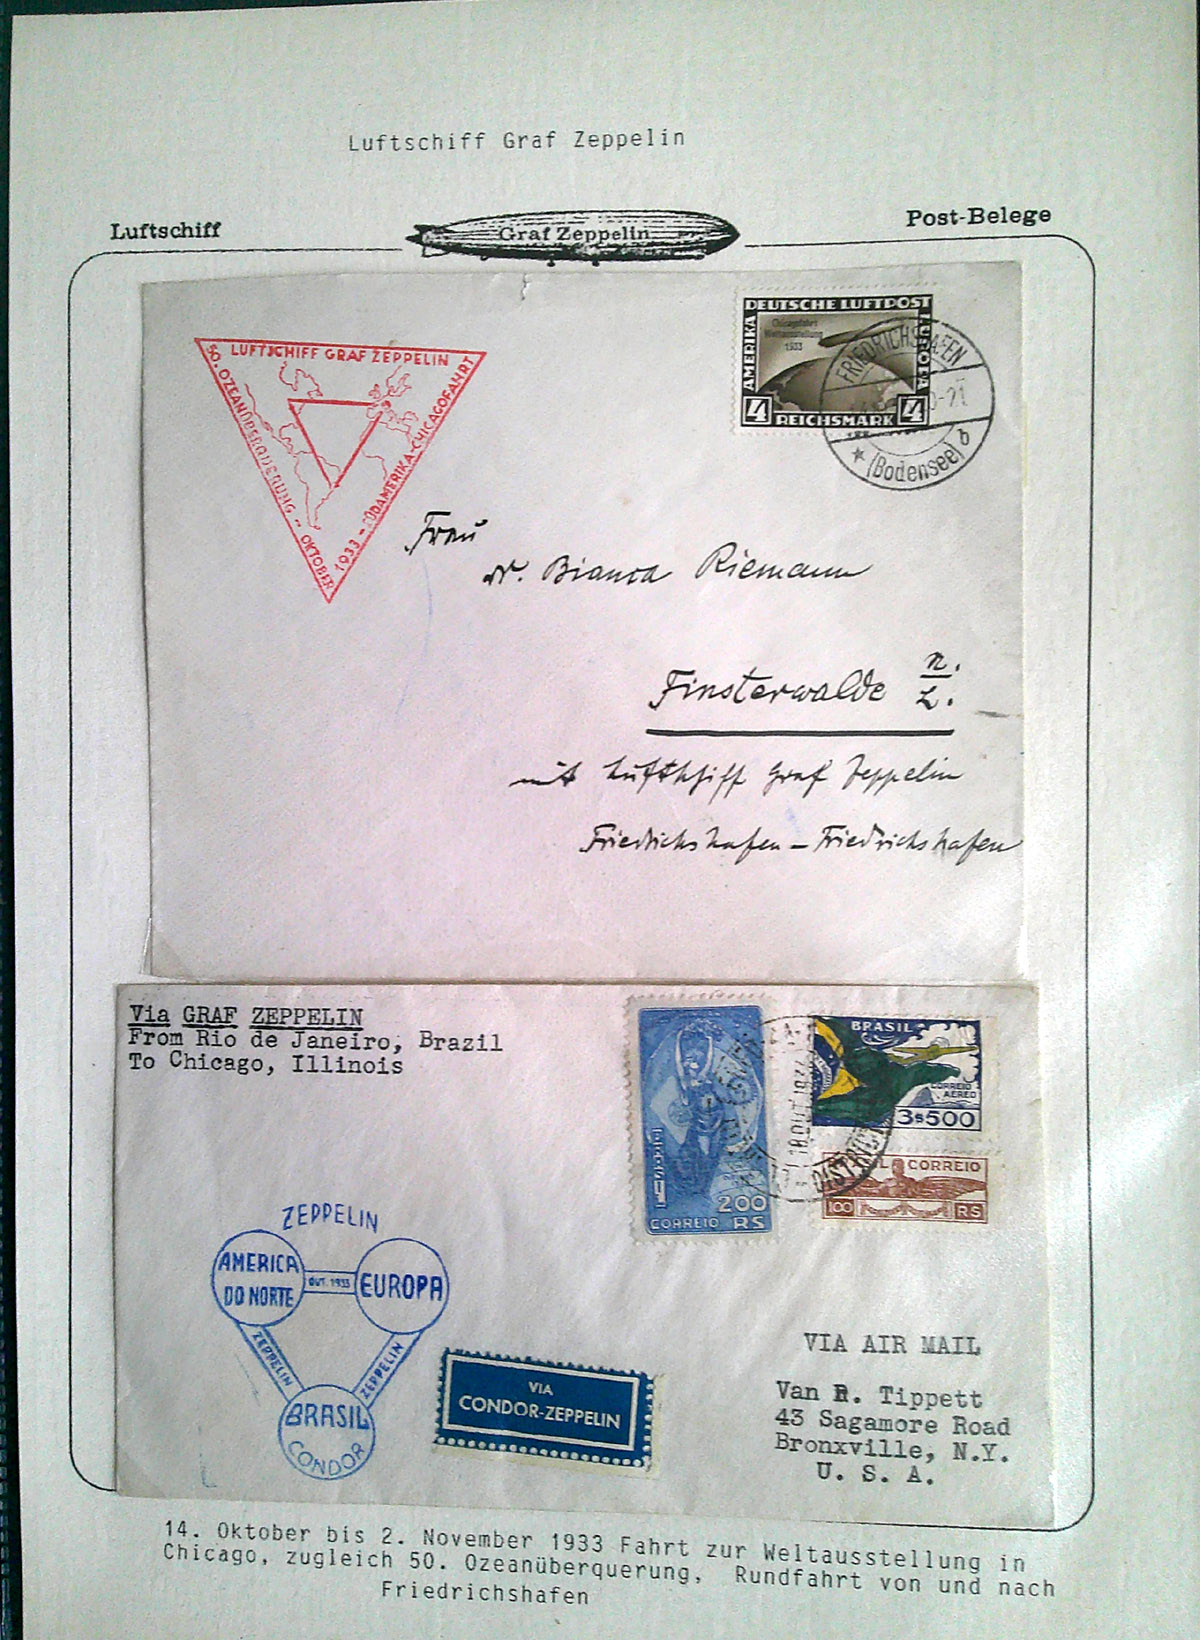 Luftschiff Graf Zeppelin
Luftschiff
Graf Zeppelin
Post-Belege
LUFTSCHIFF GRAF ZEPPELIN
50. OZEANÜBERQUERUNG - OKTOBER
1933 - SÜDAMERIKA-CHICAGOFAHRT
DEUTSCHE LUFTPOST
AMERIKA
EUROPA
Chicagofahrt
Weltausstellung
1933
4 REICHSMARK 4
FRIEDRICHSHAFEN
(Bodensee) b
Frau
Dr. Bianca Riemann
Finsterwalde n./L.
mit Luftschiff Graf Zeppelin
Friedrichshafen – Friedrichshafen
Via GRAF ZEPPELIN
From Rio de Janeiro, Brazil
To Chicago, Illinois
200
CORREIO RS
BRASIL
CORREIO
AEREO
3$500
CORREIO
100 RS
ZEPPELIN
AMERICA
DO NORTE
OUT. 1933
EUROPA
ZEPPELIN
ZEPPELIN
BRASIL
CONDOR
VIA
CONDOR-ZEPPELIN
VIA AIR MAIL
Van R. Tippett
43 Sagamore Road
Bronxville, N.Y.
U. S. A.
14. Oktober bis 2. November 1933 Fahrt zur Weltausstellung in
Chicago, zugleich 50. Ozeanüberquerung, Rundfahrt von und nach
Friedrichshafen